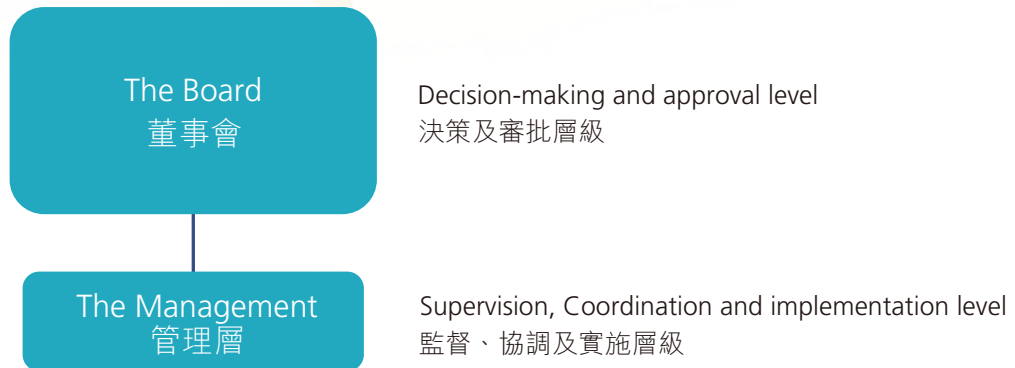 The Board
董事會
Decision-making and approval level
決策及審批層級
The Management
管理層
Supervision, Coordination and implementation level
監督、協調及實施層級